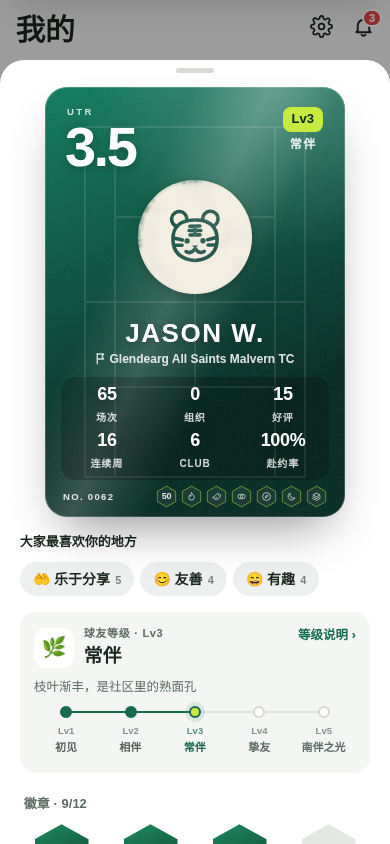 我的
3
UTR
3.5
Lv3
常伴
JASON W.
Glendearg All Saints Malvern TC
65 0 15
场次 组织 好评
16 6 100%
连续周 CLUB 赴约率
NO. 0062
50
大家最喜欢你的地方
🤲 乐于分享 5 😊 友善 4 😄 有趣 4
球友等级 · Lv3
等级说明 ›
常伴
枝叶渐丰，是社区里的熟面孔
Lv1 Lv2 Lv3 Lv4 Lv5
初见 相伴 常伴 挚友 南伴之光
徽章 · 9/12